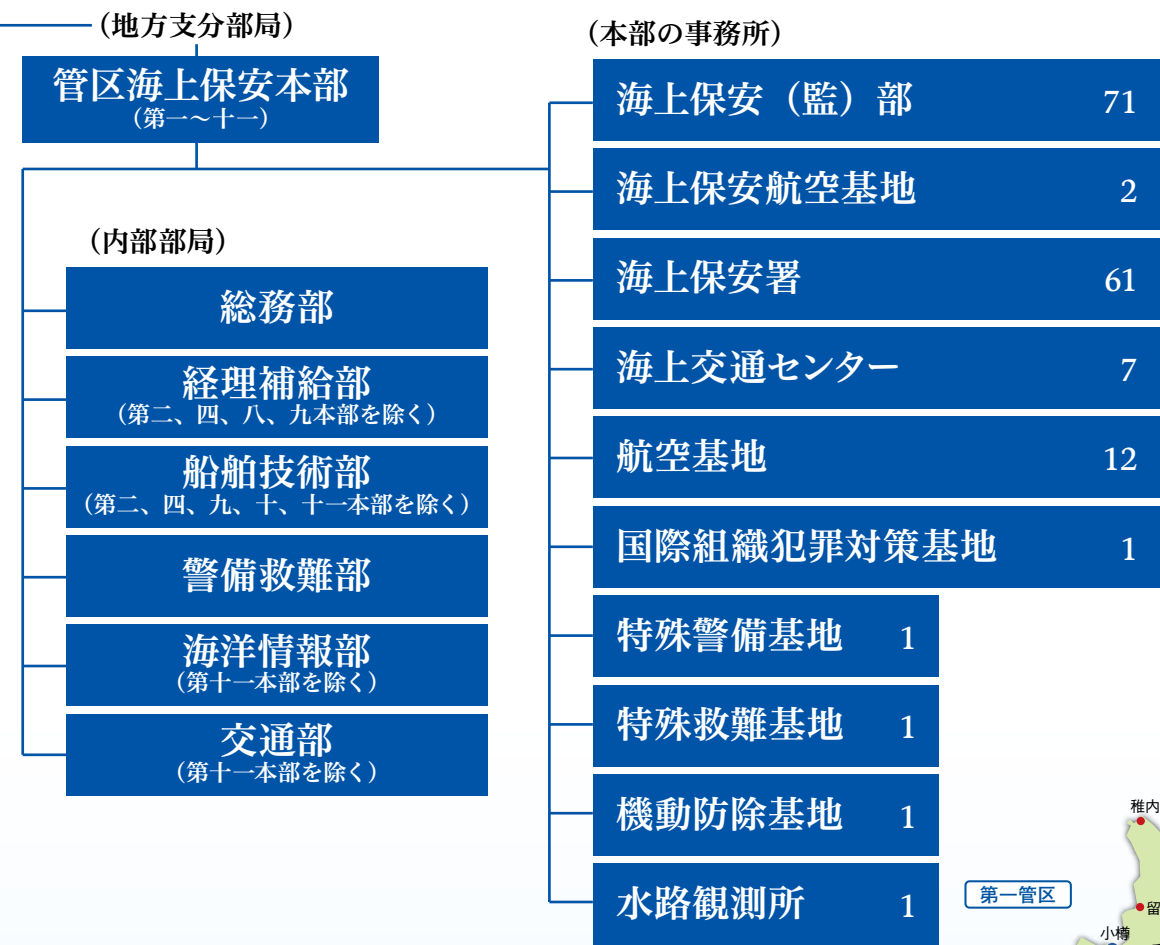 （地方支分部局）
管区海上保安本部
（第一～十一）
（内部部局）
総務部
経理補給部
（第二、四、八、九本部を除く）
船舶技術部
（第二、四、九、十、十一本部を除く）
警備救難部
海洋情報部
（第十一本部を除く）
交通部
（第十一本部を除く）
（本部の事務所）
海上保安（監）部 71
海上保安航空基地 2
海上保安署 61
海上交通センター 7
航空基地 12
国際組織犯罪対策基地 1
特殊警備基地 1
特殊救難基地 1
機動防除基地 1
水路観測所 1
第一管区
稚内
留
小樽